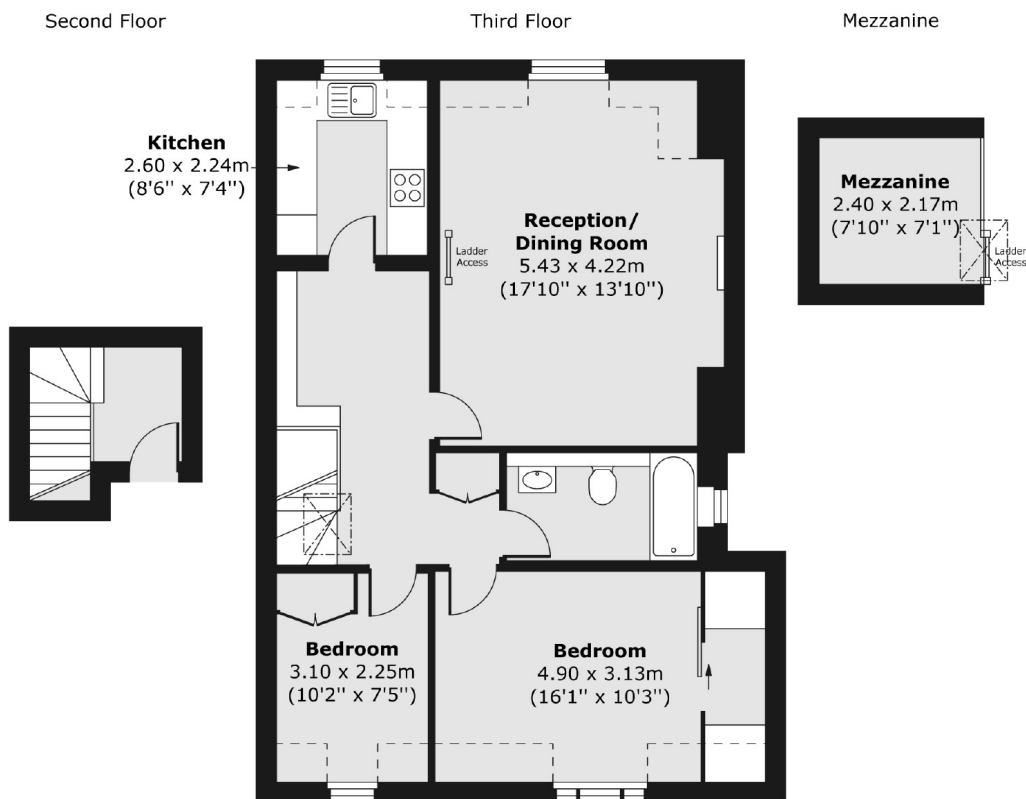 Second Floor
Third Floor
Mezzanine
Kitchen
2.60 x 2.24m
(8'6'' x 7'4'')
Reception/
Dining Room
5.43 x 4.22m
(17'10'' x 13'10'')
Ladder
Access
Mezzanine
2.40 x 2.17m
(7'10'' x 7'1'')
Ladder
Access
Bedroom
3.10 x 2.25m
(10'2'' x 7'5'')
Bedroom
4.90 x 3.13m
(16'1'' x 10'3'')